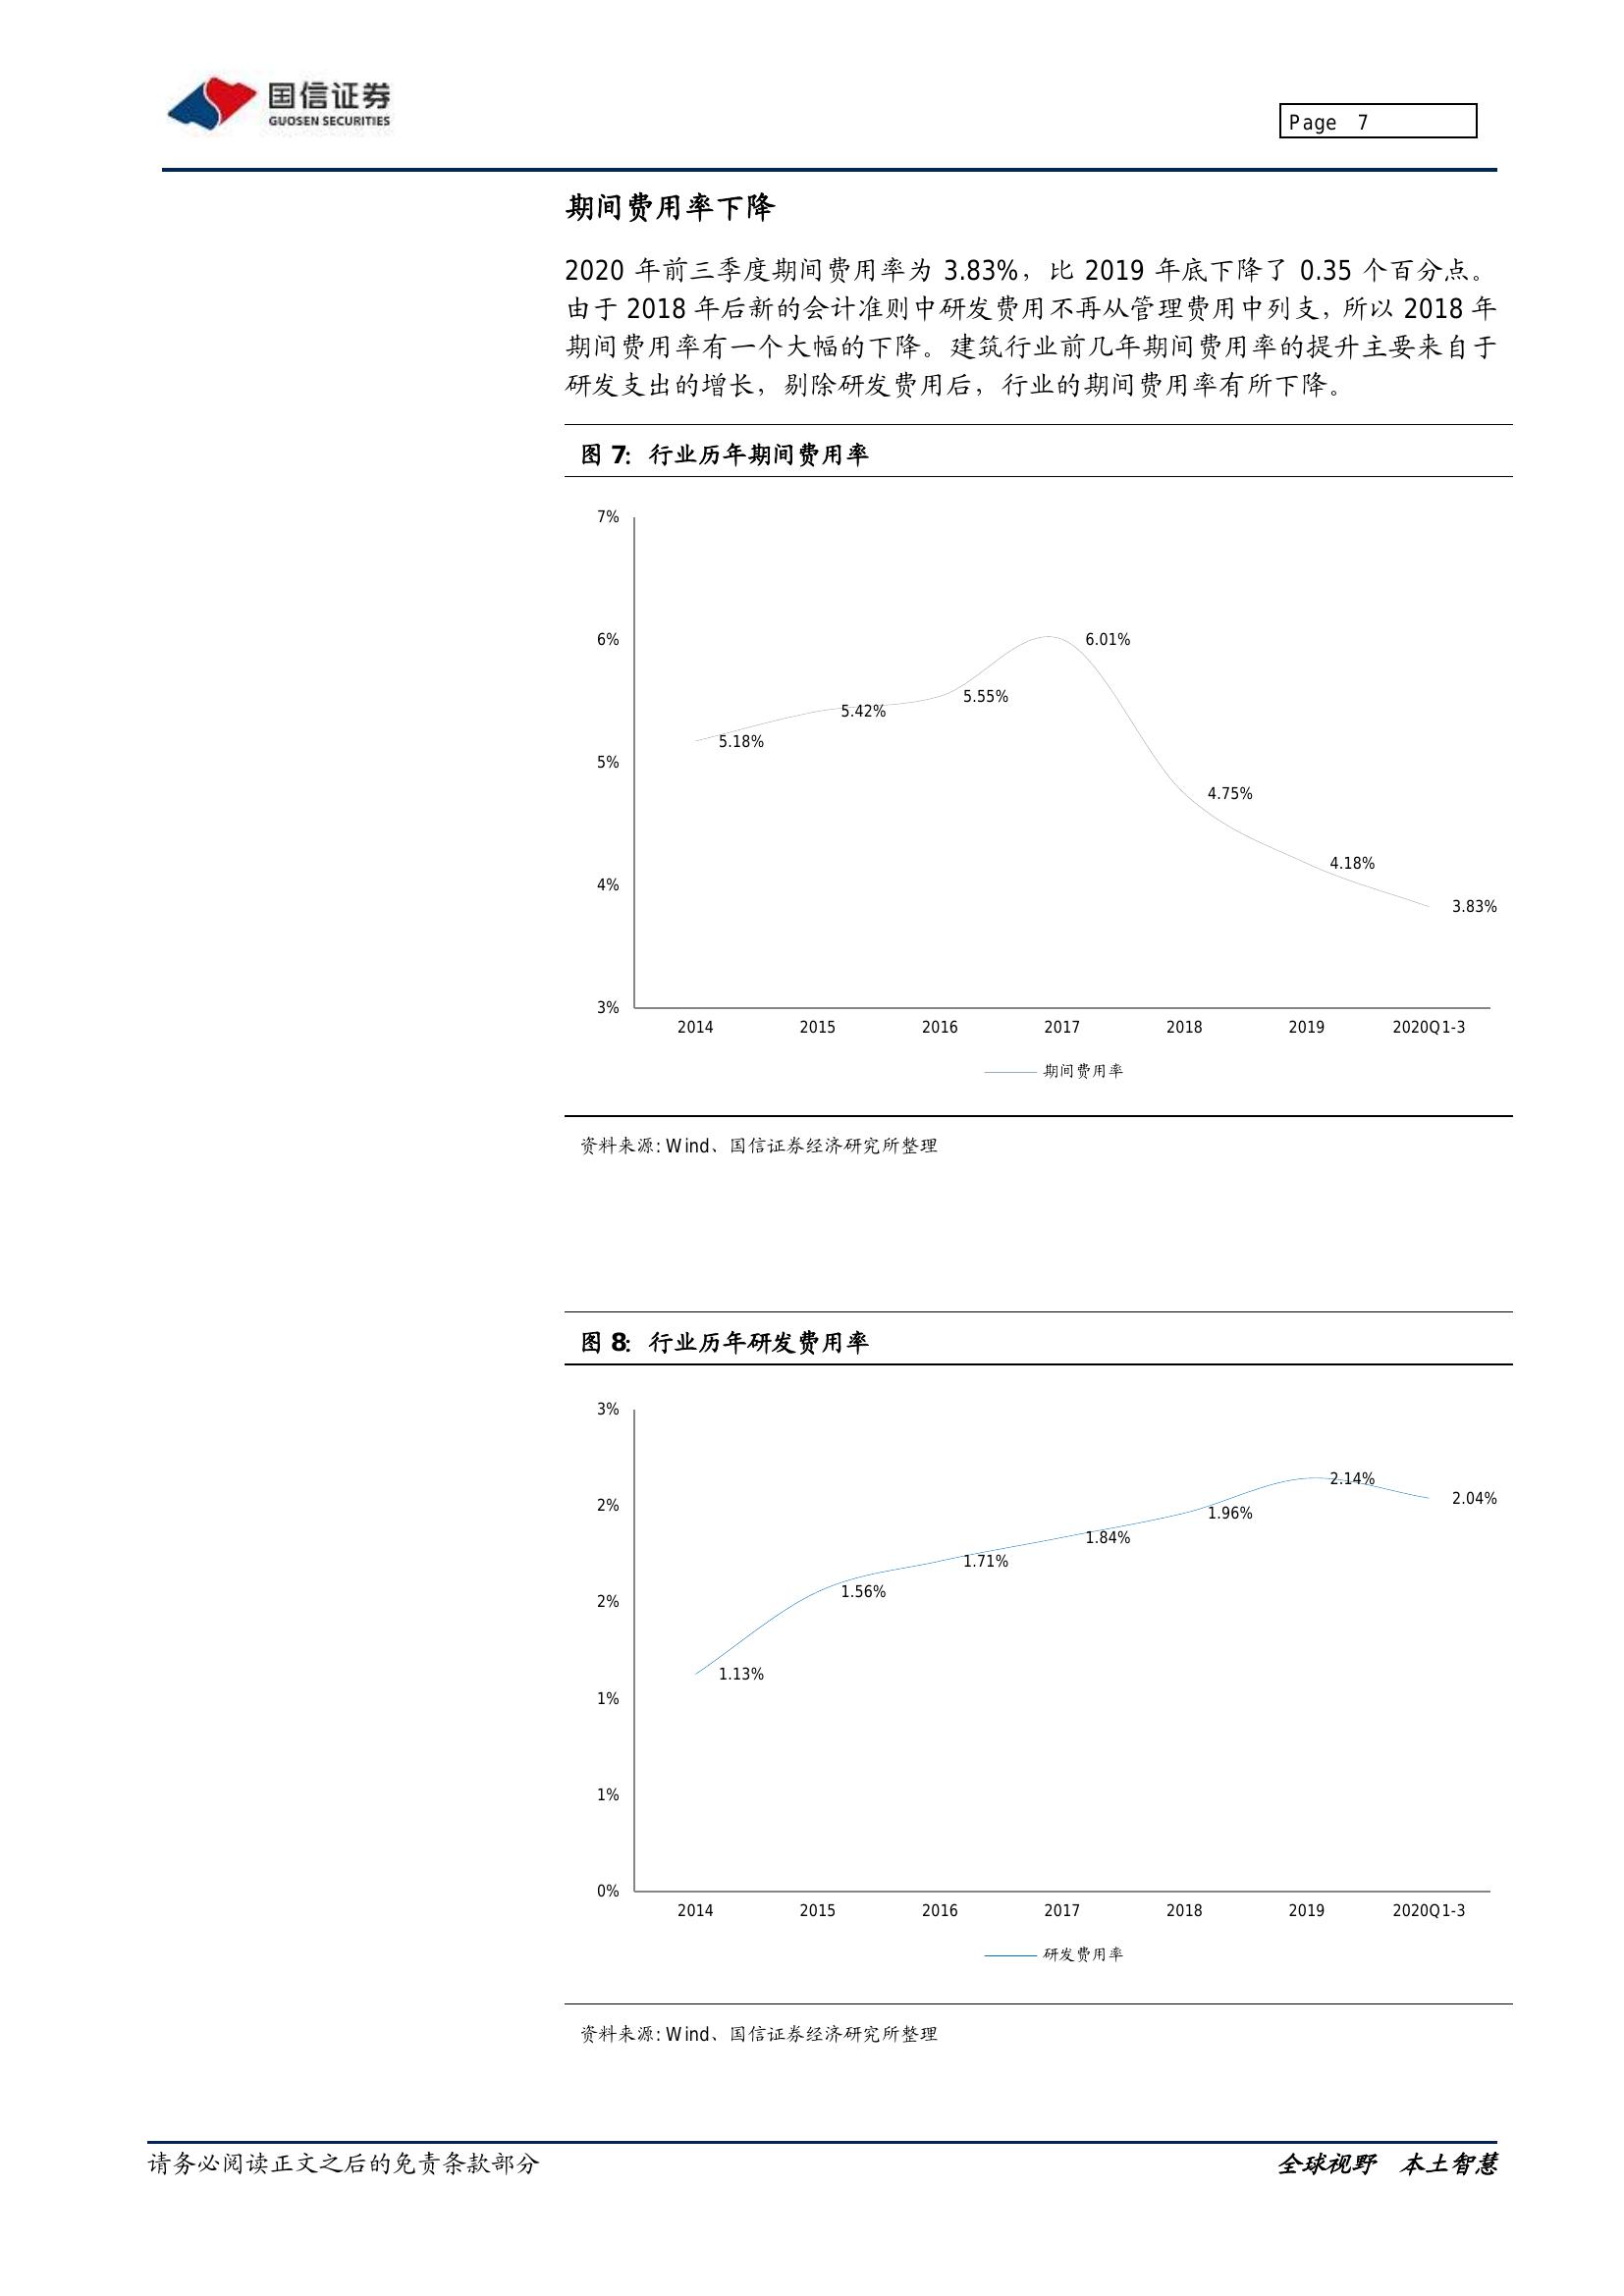 国信证券
GUOSEN SECURITIES
Page 7
期间费用率下降
2020 年前三季度期间费用率为 3.83%，比 2019 年底下降了 0.35 个百分点。
由于 2018 年后新的会计准则中研发费用不再从管理费用中列支，所以 2018 年
期间费用率有一个大幅的下降。建筑行业前几年期间费用率的提升主要来自于
研发支出的增长，剔除研发费用后，行业的期间费用率有所下降。
图 7: 行业历年期间费用率
7%
6%
5%
4%
3%
5.18%
5.42%
5.55%
6.01%
4.75%
4.18%
3.83%
2014 2015 2016 2017 2018 2019 2020Q1-3
期间费用率
资料来源: Wind、国信证券经济研究所整理
图 8: 行业历年研发费用率
3%
2%
2%
1%
1%
0%
1.13%
1.56%
1.71%
1.84%
1.96%
2.14%
2.04%
2014 2015 2016 2017 2018 2019 2020Q1-3
研发费用率
资料来源: Wind、国信证券经济研究所整理
请务必阅读正文之后的免责条款部分
全球视野 本土智慧